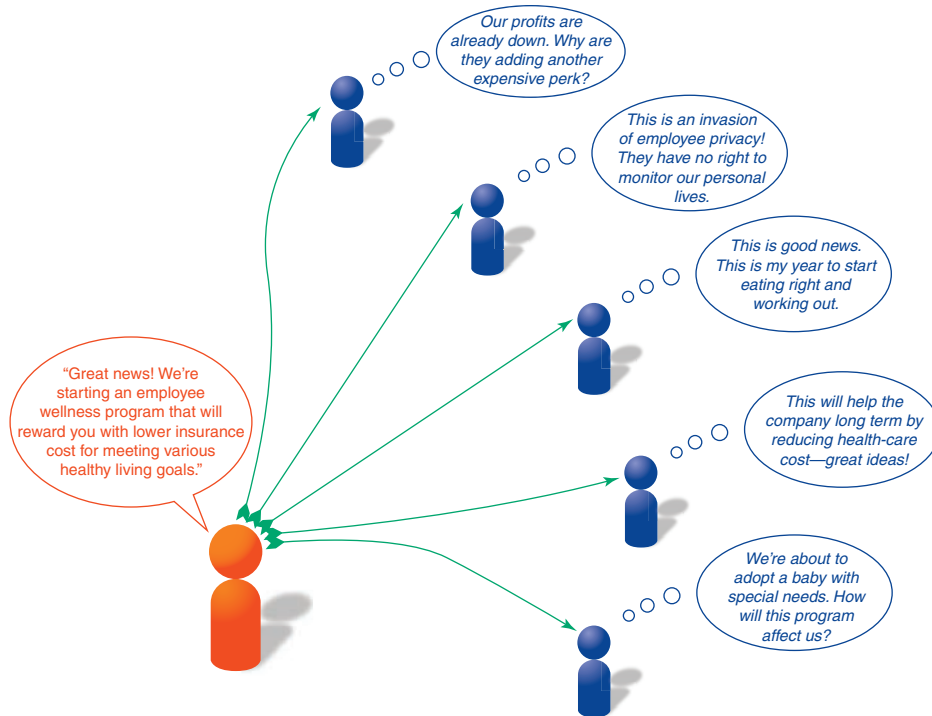 Our profits are
already down. Why are
they adding another
expensive perk?
This is an invasion
of employee privacy!
They have no right to
monitor our personal
lives.
This is good news.
This is my year to start
eating right and
working out.
“Great news! We’re
starting an employee
wellness program that will
reward you with lower insurance
cost for meeting various
healthy living goals.”
This will help the
company long term by
reducing health-care
cost—great ideas!
We’re about to
adopt a baby with
special needs. How
will this program
affect us?